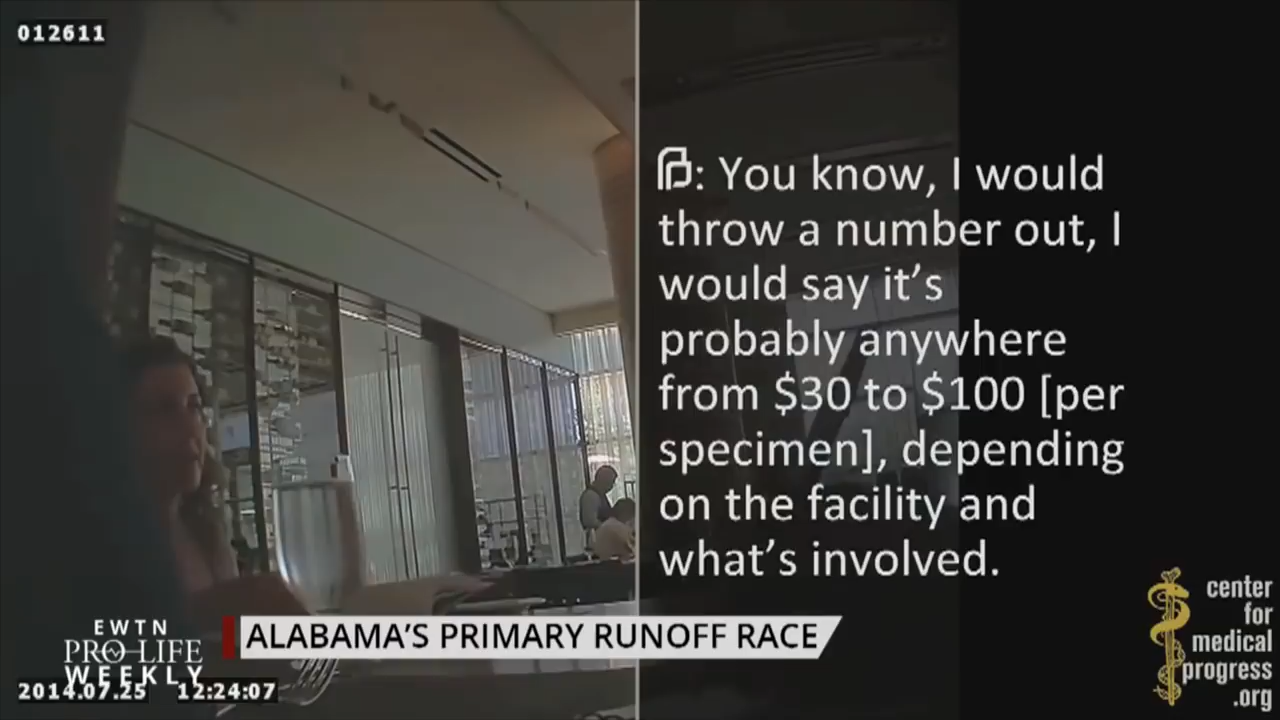 012611
: You know, I would
throw a number out, I
would say it's
probably anywhere
from $30 to $100 [per
specimen], depending
on the facility and
what's involved.
center
for
medical
progress
.org
EWTN
PRO-LIFE
WEEKLY
ALABAMA'S PRIMARY RUNOFF RACE
2014.07.25 12:24:07